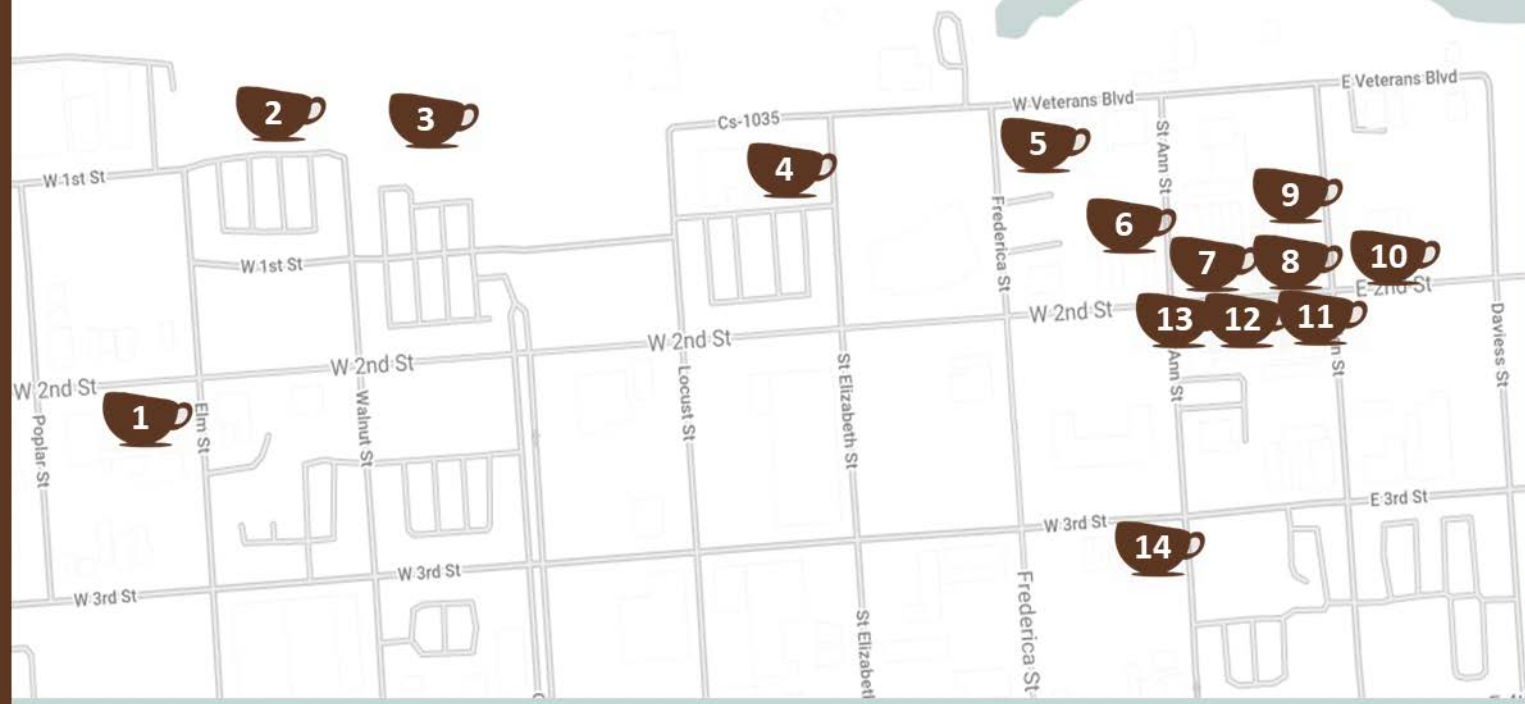 E Veterans Blvd
W Veterans Blvd
Cs-1035
2
3
5
4
St Ann St
W 1st St
9
6
Frederica St
W 1st St
7
8
10
E 2nd St
W 2nd St
13
12
11
n St
Daviess St
W 2nd St
W 2nd St
W 2nd St
1
Poplar St
Elm St
Walnut St
Locust St
St Elizabeth St
Ann St
E 3rd St
W 3rd St
14
W 3rd St
W 3rd St
Frederica St
St Elizabet